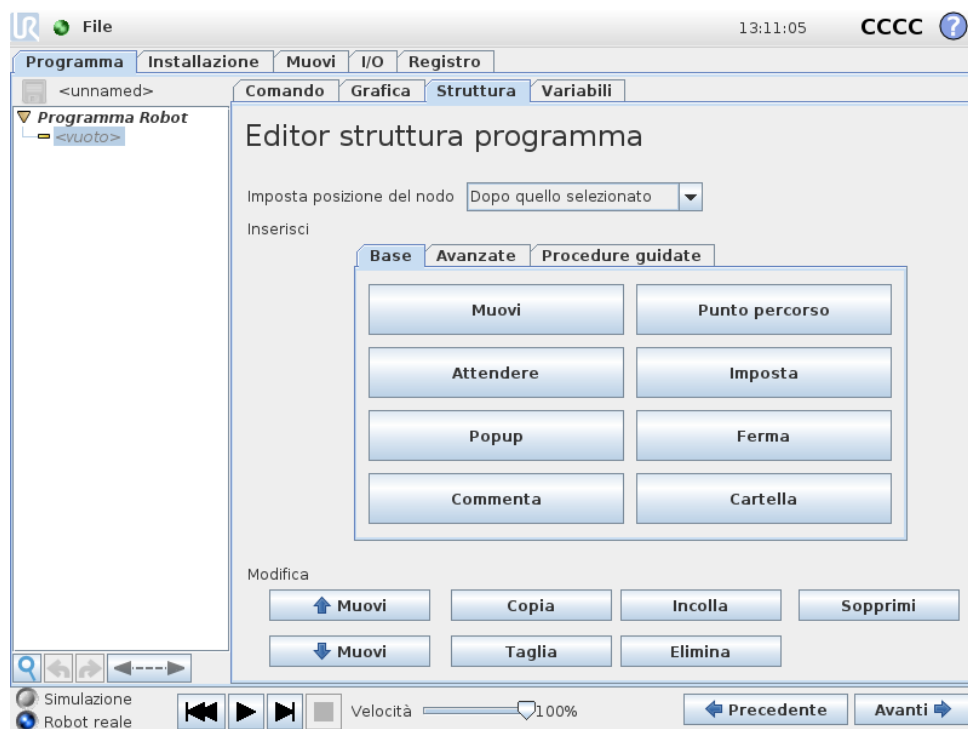 UR File 13:11:05 CCCC ?
Programma Installazione Muovi I/O Registro
<unnamed> Comando Grafica Struttura Variabili
Programma Robot
<vuoto>
Editor struttura programma
Imposta posizione del nodo Dopo quello selezionato
Inserisci
Base Avanzate Procedure guidate
Muovi Punto percorso
Attendere Imposta
Popup Ferma
Commenta Cartella
Modifica
Muovi Copia Incolla Sopprimi
Muovi Taglia Elimina
Simulazione
Robot reale
Velocità 100% Precedente Avanti